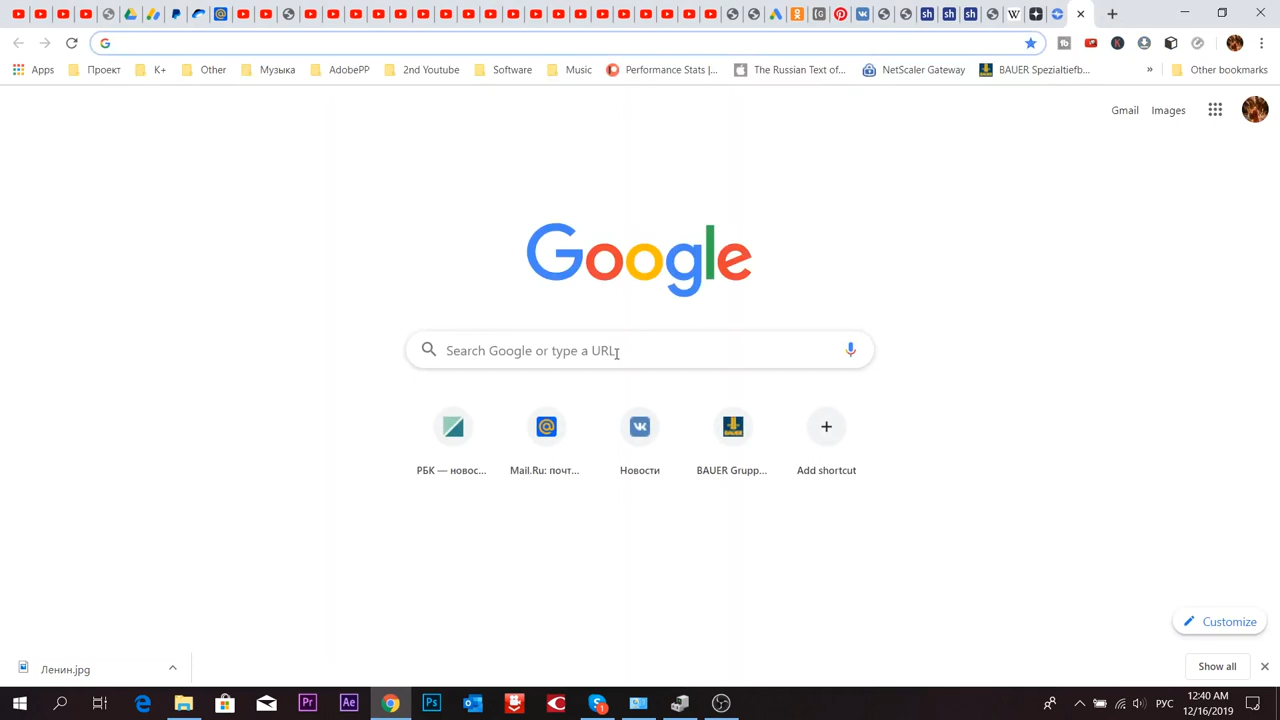 Apps Проект K+ Other Музыка AdobePP 2nd Youtube Software Music Performance Stats |... The Russian Text of... NetScaler Gateway BAUER Spezialtiefb... » Other bookmarks
Gmail Images
Google
Search Google or type a URL
РБК — новос... Mail.Ru: почт... Новости BAUER Grupp... Add shortcut
Customize
Ленин.jpg Show all
12:40 AM
РУС
12/16/2019